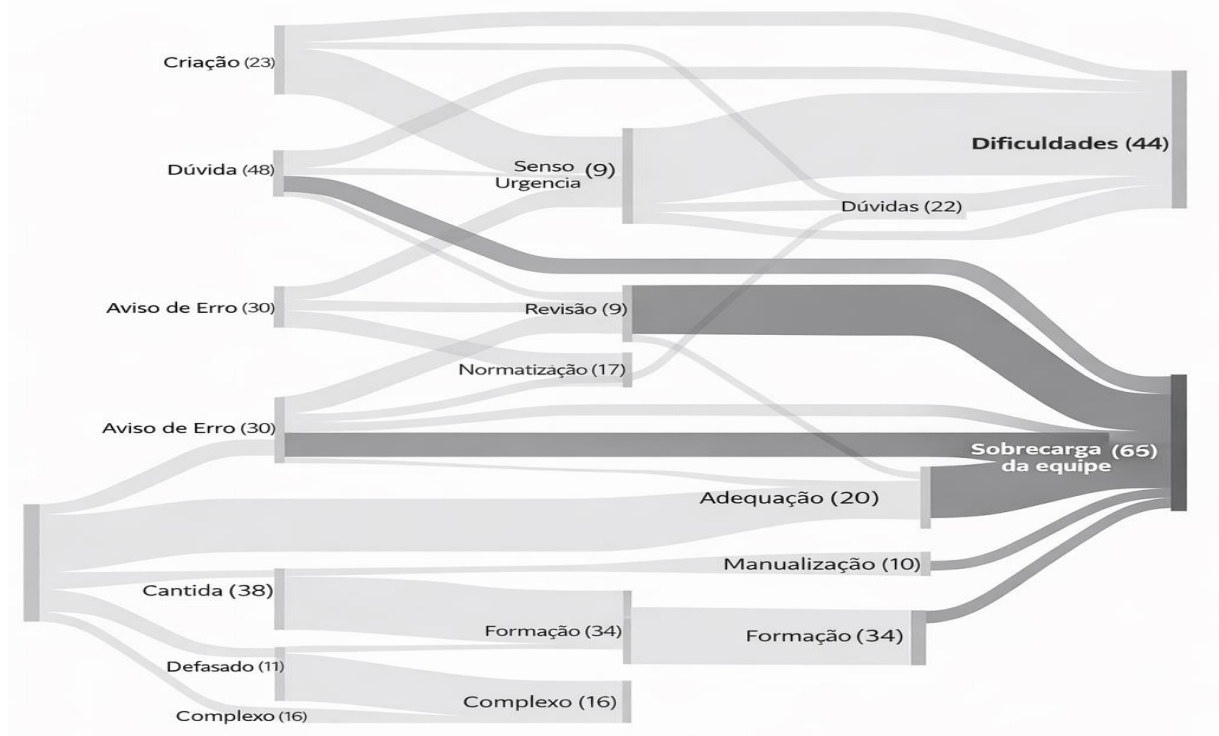 Criação (23)
Dúvida (48)
Senso (9)
Urgencia
Dificuldades (44)
Dúvidas (22)
Aviso de Erro (30)
Revisão (9)
Normatização (17)
Aviso de Erro (30)
Sobrecarga (65)
da equipe
Adequação (20)
Manualização (10)
Cantida (38)
Formação (34)
Formação (34)
Defasado (11)
Complexo (16)
Complexo (16)